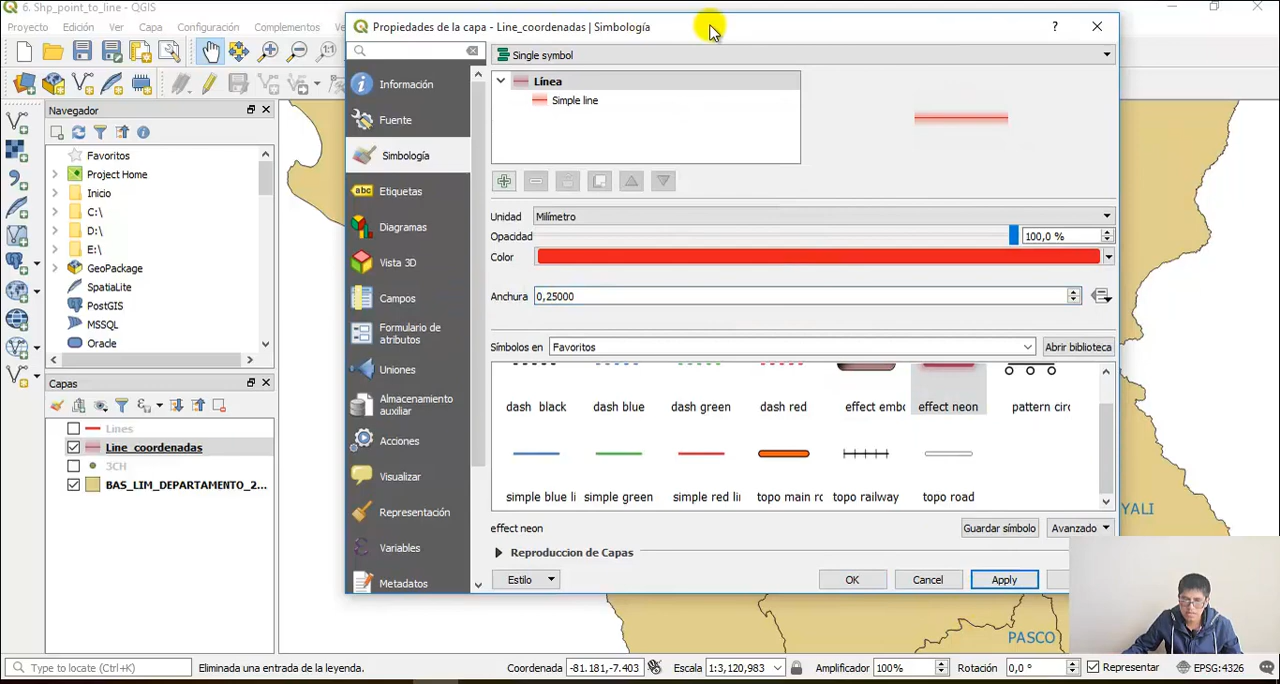 6. Shp_point_to_line - QGIS
Proyecto Edición Ver Capa Configuración Complementos
Propiedades de la capa - Line_coordenadas | Simbología
?
Single symbol
Información
Fuente
Simbología
Etiquetas
abc
Diagramas
Vista 3D
Campos
Formulario de
atributos
Uniones
Almacenamiento
auxiliar
Acciones
Visualizar
Representación
Variables
Metadatos
Línea
Simple line
Unidad Milímetro
Opacidad 100,0 %
Color
Anchura 0,25000
Símbolos en Favoritos Abrir biblioteca
dash black dash blue dash green dash red effect embo effect neon pattern circ
simple blue li simple green simple red lin topo main ro topo railway topo road
effect neon Guardar símbolo Avanzado
Reproduccion de Capas
Estilo OK Cancel Apply
Navegador
Favoritos
Project Home
Inicio
C:\
D:\
E:\
GeoPackage
SpatiaLite
PostGIS
MSSQL
Oracle
Capas
Lines
Line_coordenadas
3CH
BAS_LIM_DEPARTAMENTO_2...
YALI
PASCO
Type to locate (Ctrl+K) Eliminada una entrada de la leyenda. Coordenada -81.181,-7.403 Escala 1:3,120,983 Amplificador 100% Rotación 0,0 ° Representar EPSG:4326